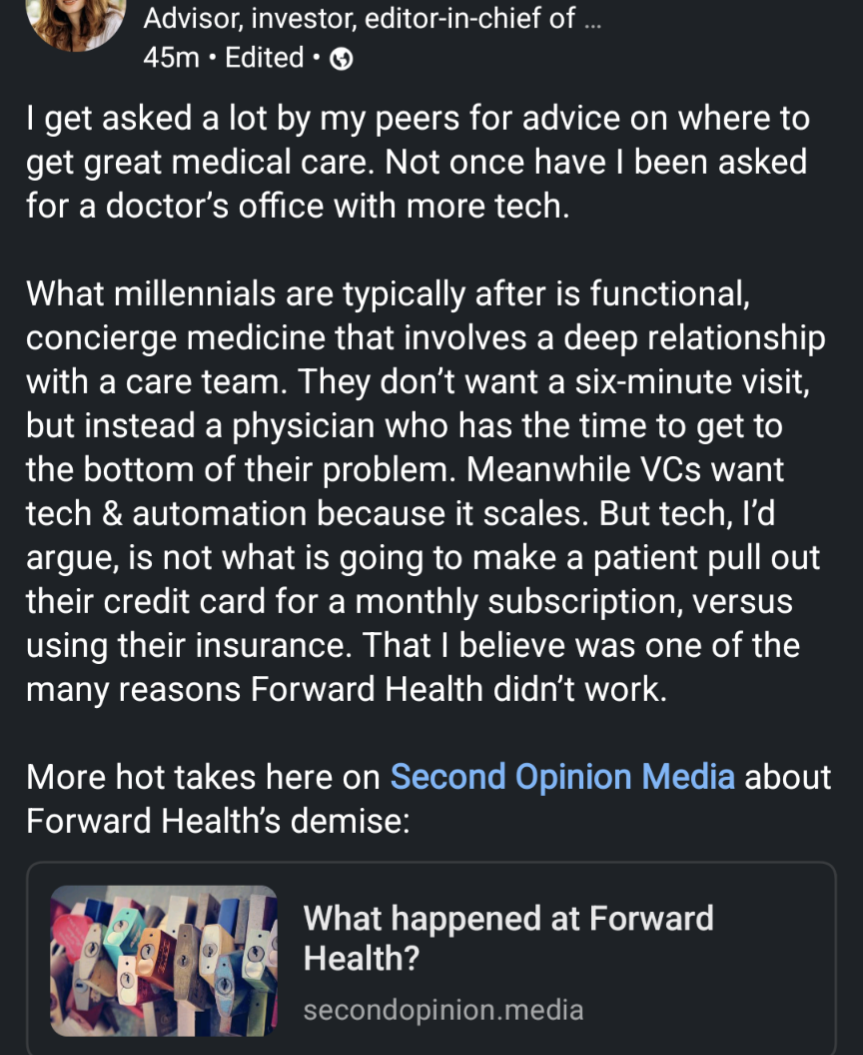 Advisor, investor, editor-in-chief of ...
45m • Edited •
I get asked a lot by my peers for advice on where to
get great medical care. Not once have I been asked
for a doctor’s office with more tech.
What millennials are typically after is functional,
concierge medicine that involves a deep relationship
with a care team. They don’t want a six-minute visit,
but instead a physician who has the time to get to
the bottom of their problem. Meanwhile VCs want
tech & automation because it scales. But tech, I’d
argue, is not what is going to make a patient pull out
their credit card for a monthly subscription, versus
using their insurance. That I believe was one of the
many reasons Forward Health didn’t work.
More hot takes here on Second Opinion Media about
Forward Health’s demise:
What happened at Forward
Health?
secondopinion.media